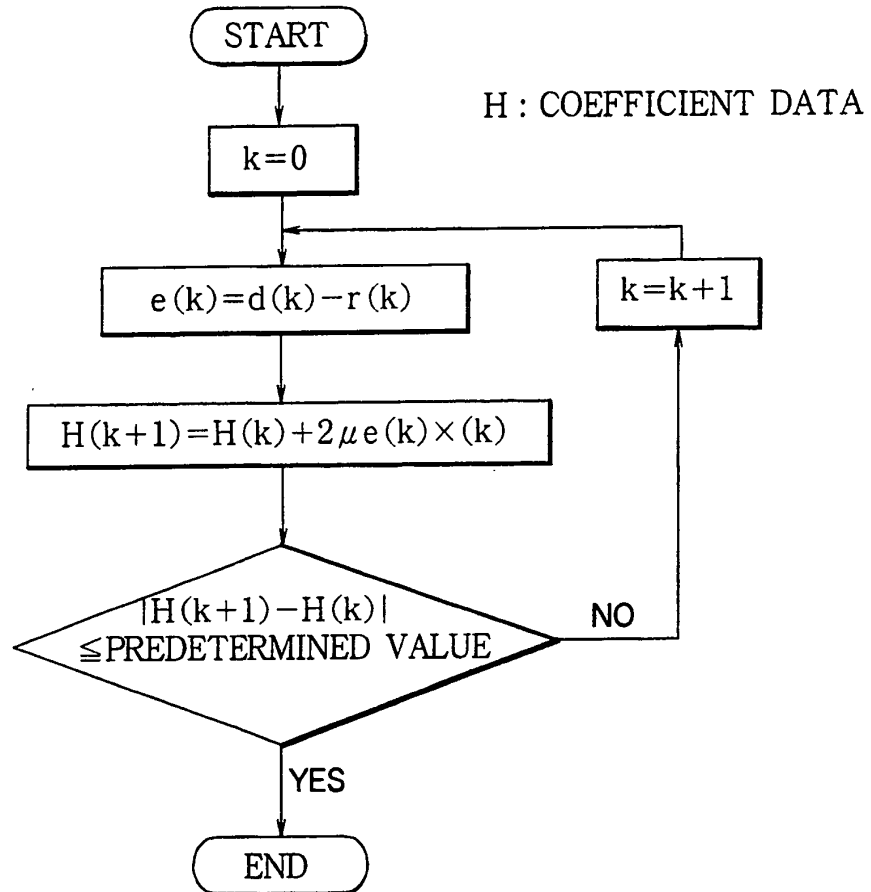 START
H : COEFFICIENT DATA
k=0
e(k)=d(k)-r(k)
k=k+1
H(k+1)=H(k)+2μe(k)×(k)
|H(k+1)-H(k)|
≦PREDETERMINED VALUE
NO
YES
END